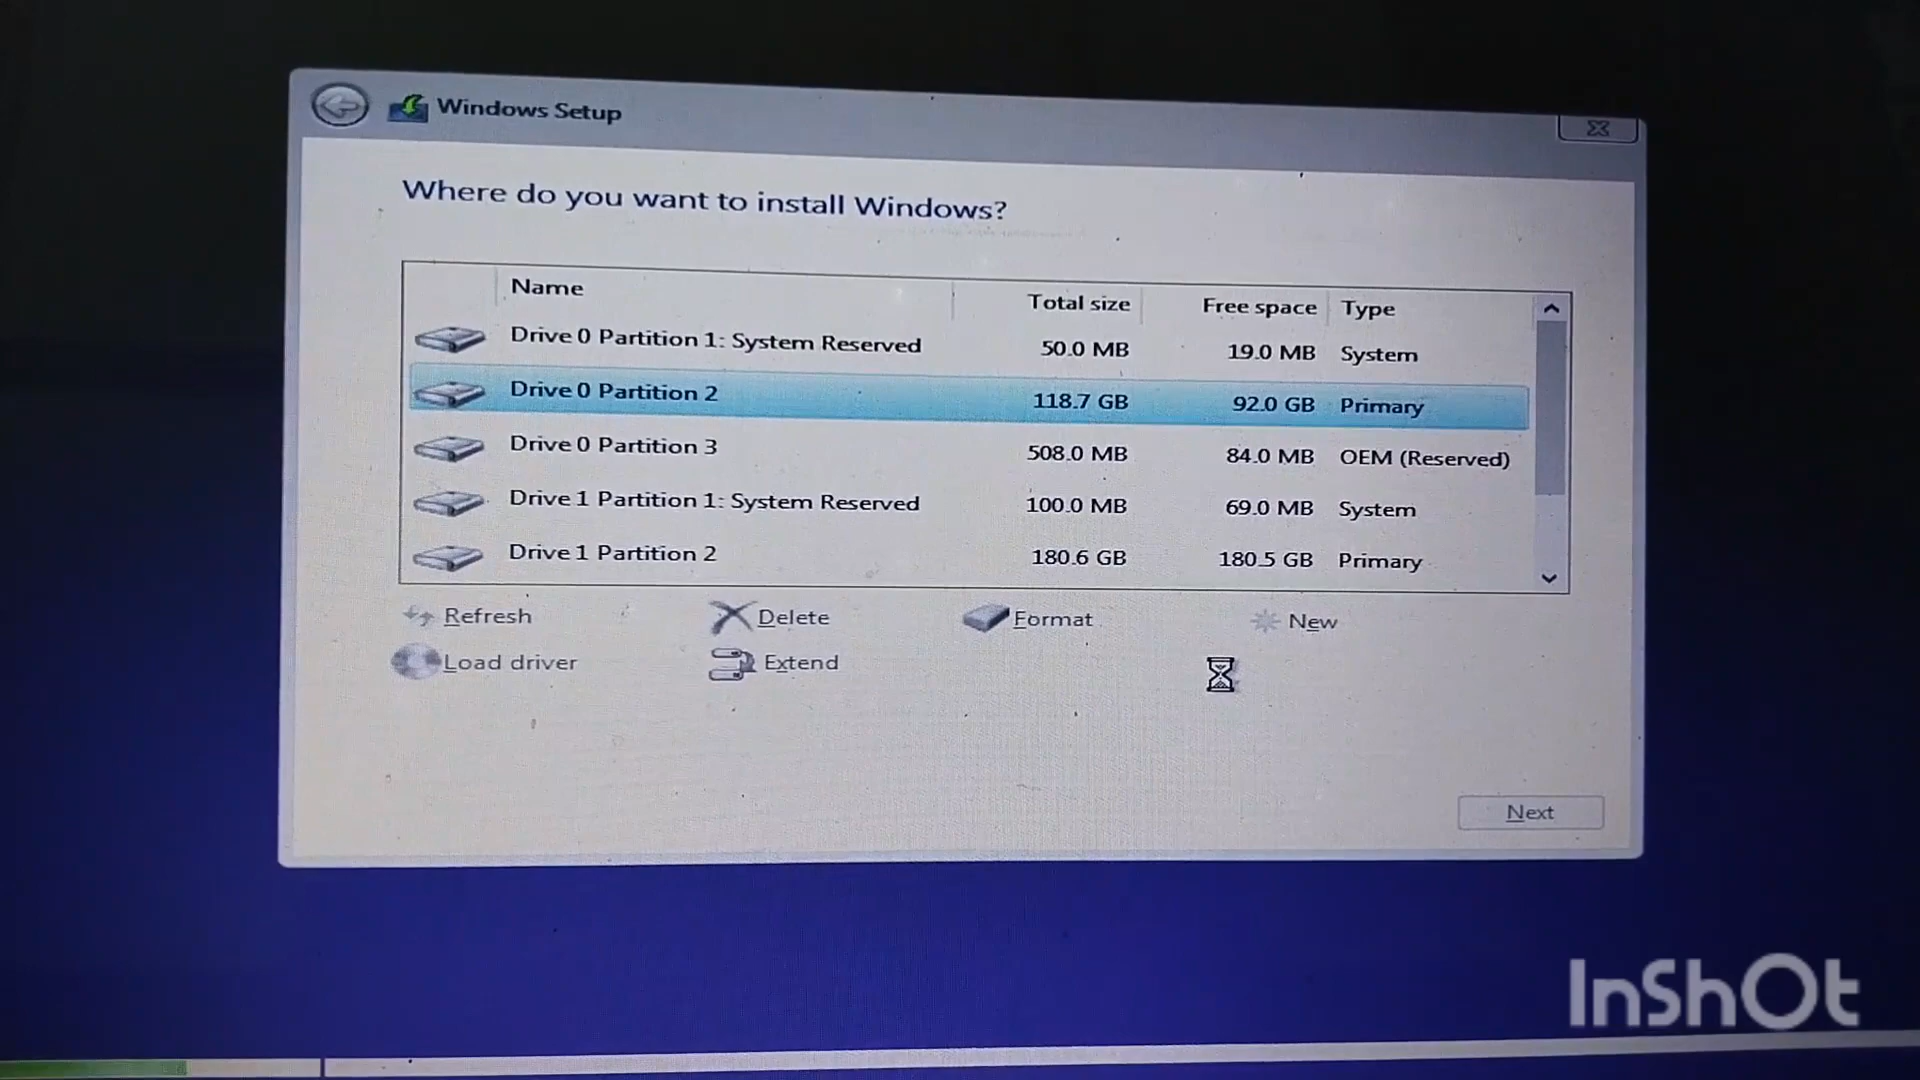 Windows Setup
Where do you want to install Windows?
Name Total size Free space Type
Drive 0 Partition 1: System Reserved 50.0 MB 19.0 MB System
Drive 0 Partition 2 118.7 GB 92.0 GB Primary
Drive 0 Partition 3 508.0 MB 84.0 MB OEM (Reserved)
Drive 1 Partition 1: System Reserved 100.0 MB 69.0 MB System
Drive 1 Partition 2 180.6 GB 180.5 GB Primary
Refresh Delete Format New
Load driver Extend
Next
InShOt